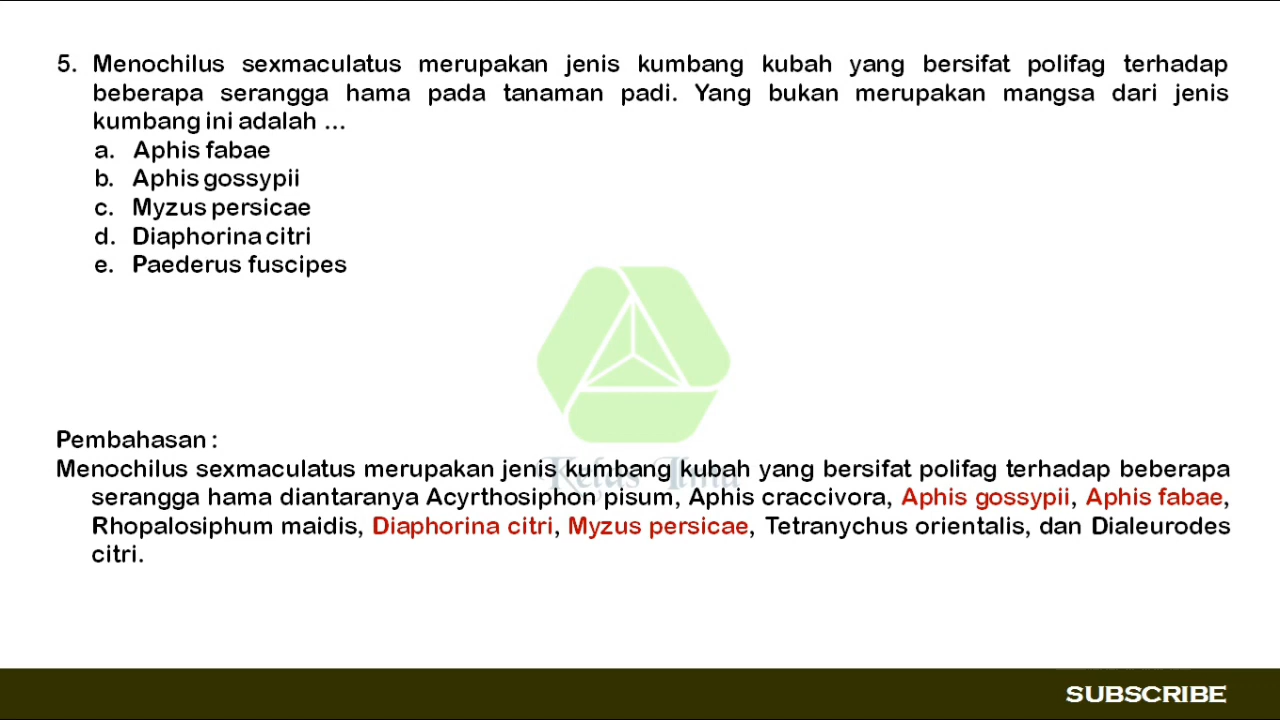 5. Menochilus sexmaculatus merupakan jenis kumbang kubah yang bersifat polifag terhadap
beberapa serangga hama pada tanaman padi. Yang bukan merupakan mangsa dari jenis
kumbang ini adalah ...
a. Aphis fabae
b. Aphis gossypii
c. Myzus persicae
d. Diaphorina citri
e. Paederus fuscipes
Pembahasan :
Menochilus sexmaculatus merupakan jenis kumbang kubah yang bersifat polifag terhadap beberapa
serangga hama diantaranya Acyrthosiphon pisum, Aphis craccivora, Aphis gossypii, Aphis fabae,
Rhopalosiphum maidis, Diaphorina citri, Myzus persicae, Tetranychus orientalis, dan Dialeurodes
citri.
Kelas Ilmu
SUBSCRIBE